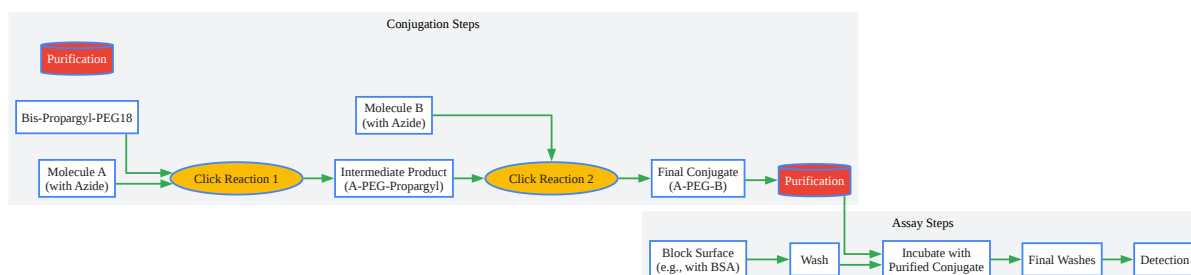 Conjugation Steps
Purification
Bis-Propargyl-PEG18
Molecule B
(with Azide)
Molecule A
(with Azide)
Click Reaction 1
Intermediate Product
(A-PEG-Propargyl)
Click Reaction 2
Final Conjugate
(A-PEG-B)
Purification
Assay Steps
Block Surface
(e.g., with BSA)
Wash
Incubate with
Purified Conjugate
Final Washes
Detection